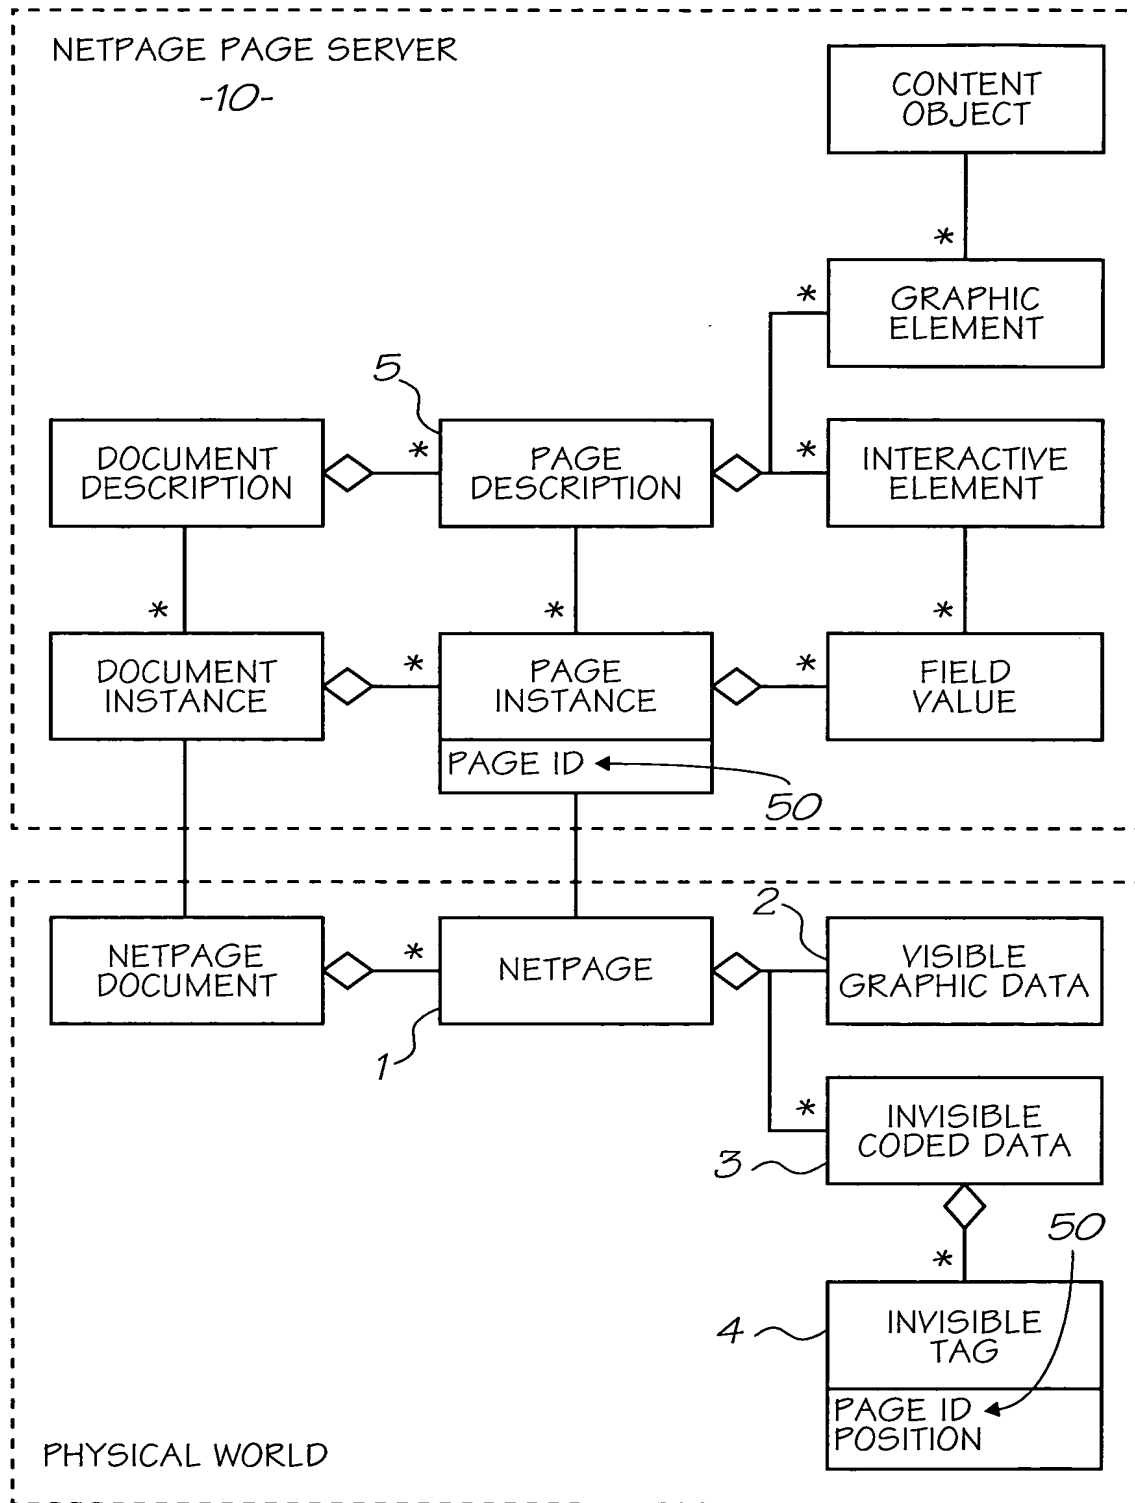 NETPAGE PAGE SERVER
-10-
CONTENT
OBJECT
*
*
GRAPHIC
ELEMENT
5
DOCUMENT
DESCRIPTION
*
PAGE
DESCRIPTION
*
INTERACTIVE
ELEMENT
*
*
*
DOCUMENT
INSTANCE
*
PAGE
INSTANCE
*
FIELD
VALUE
PAGE ID
50
2
NETPAGE
DOCUMENT
*
NETPAGE
VISIBLE
GRAPHIC DATA
1
*
INVISIBLE
CODED DATA
3
50
*
4
INVISIBLE
TAG
PAGE ID
POSITION
PHYSICAL WORLD